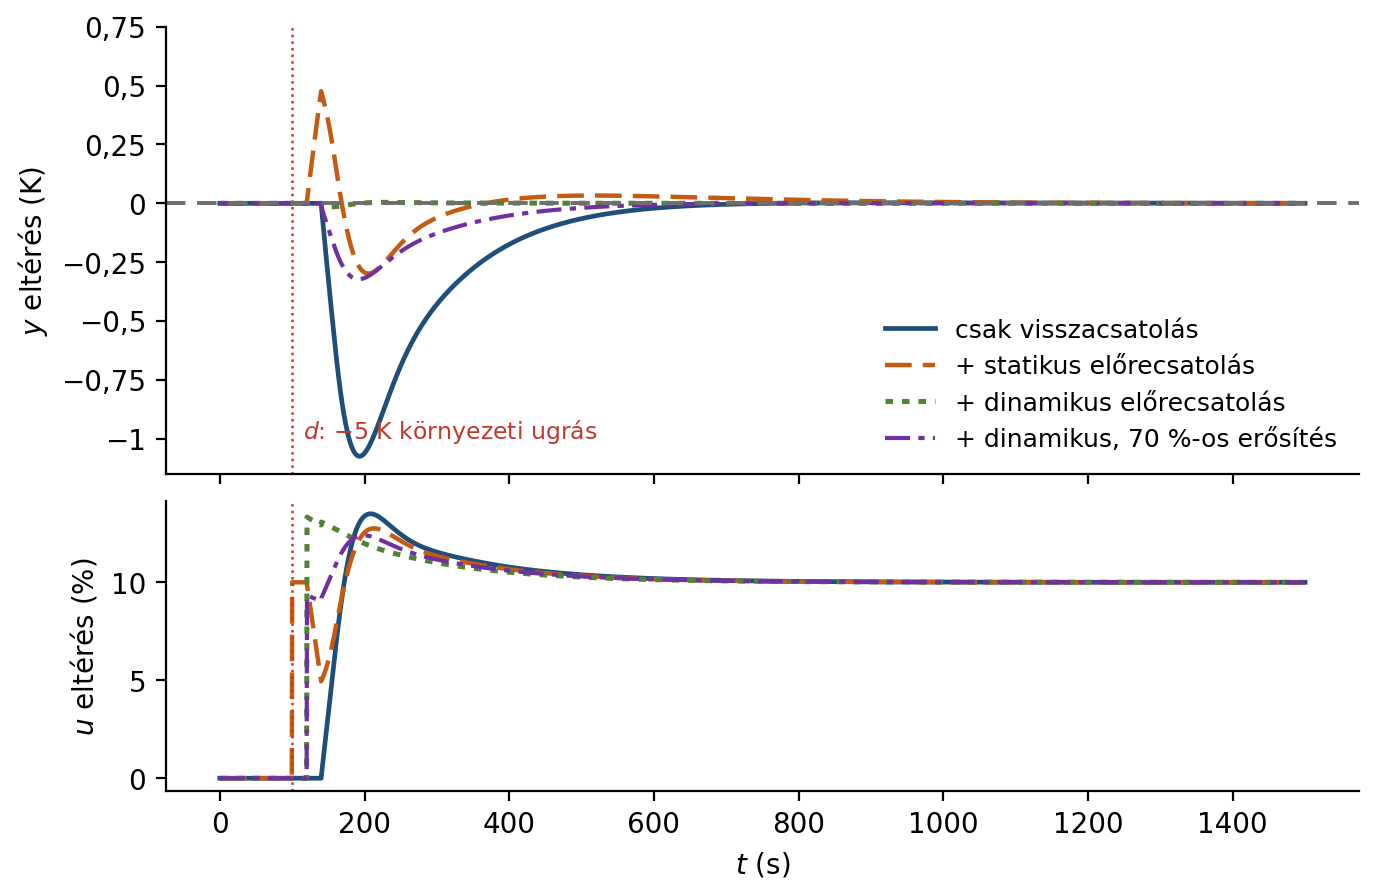 0,75
0,5
0,25
0
−0,25
−0,5
−0,75
−1
y eltérés (K)
d: −5 K környezeti ugrás
csak visszacsatolás
+ statikus előrecsatolás
+ dinamikus előrecsatolás
+ dinamikus, 70 %-os erősítés
10
5
0
u eltérés (%)
0 200 400 600 800 1000 1200 1400
t (s)